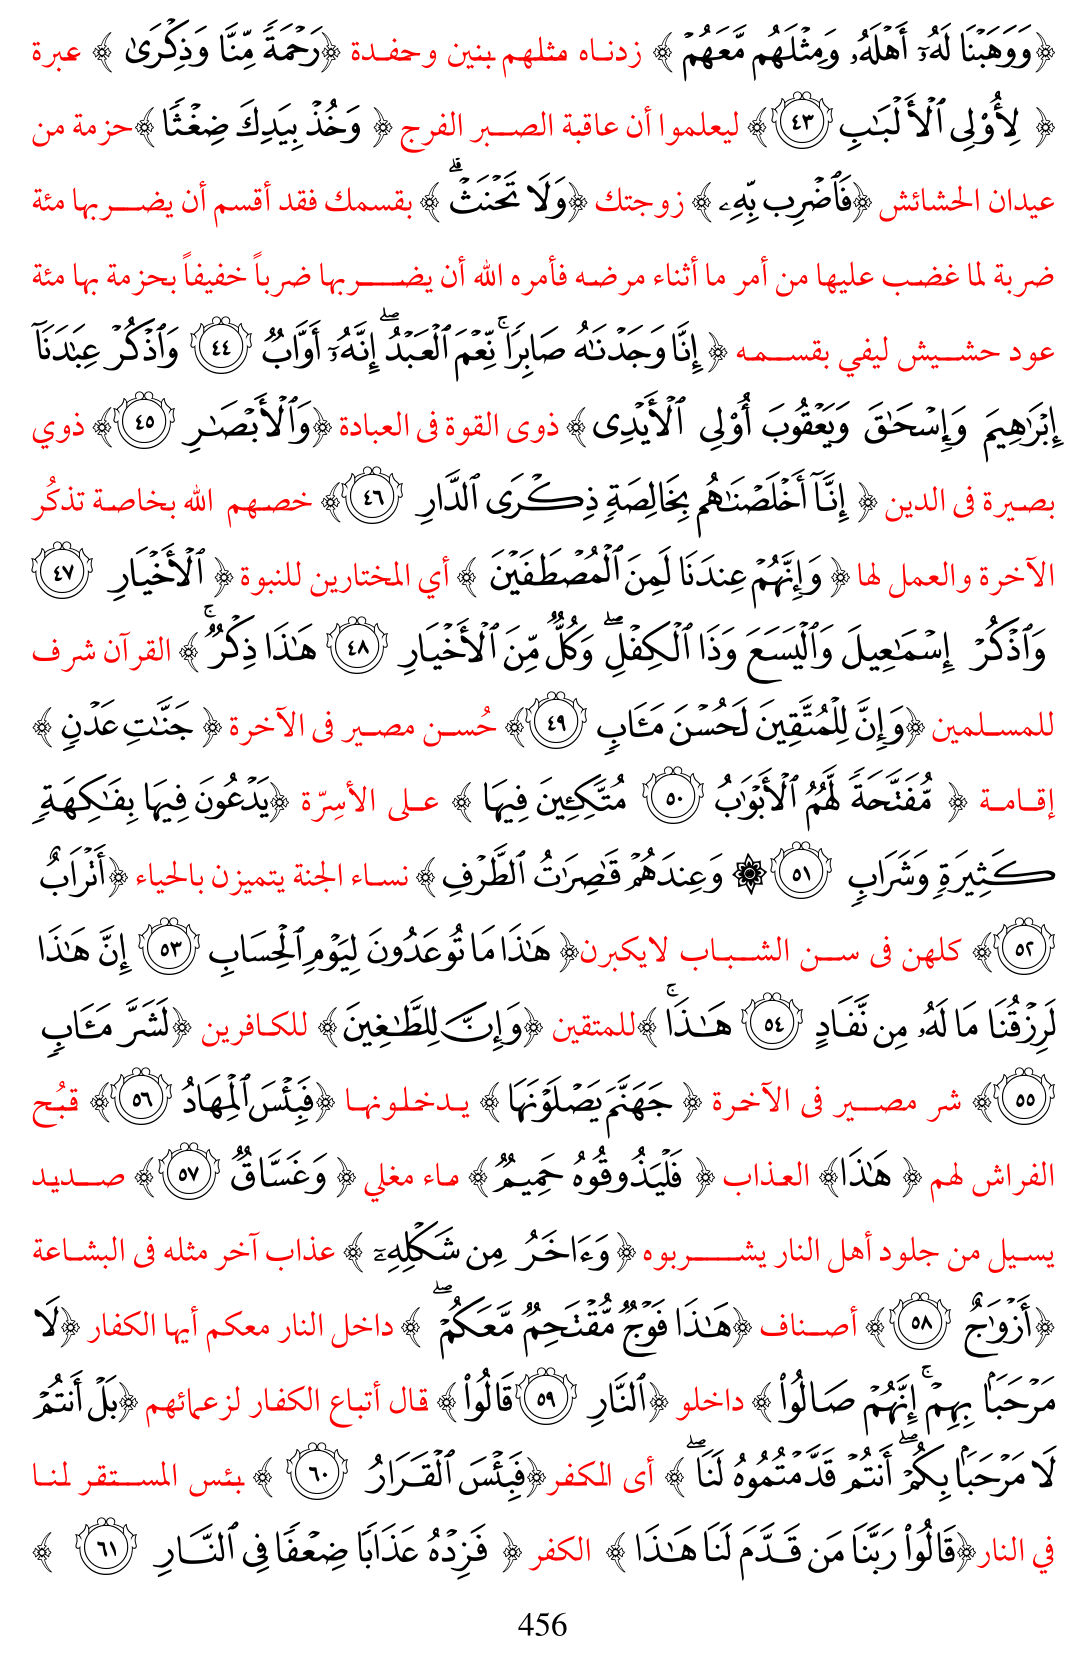 ﴿وَوَهَبْنَا لَهُۥٓ أَهْلَهُۥ وَمِثْلَهُم مَّعَهُمْ ﴾ زدناه مثلهم بنين وحفدة ﴿رَحْمَةً مِّنَّا وَذِكْرَىٰ ﴾ عبرة
﴿ لِأُو۟لِى ٱلْأَلْبَـٰبِ ٤٣﴾ ليعلموا أن عاقبة الصبر الفرج ﴿ وَخُذْ بِيَدِكَ ضِغْثًا ﴾حزمة من
عيدان الحشائش ﴿فَٱضْرِب بِّهِۦ ﴾ زوجتك ﴿وَلَا تَحْنَثْ ۗ ﴾ بقسمك فقد أقسم أن يضربها مئة
ضربة لما غضب عليها من أمر ما أثناء مرضه فأمره الله أن يضربها ضرباً خفيفاً بحزمة بها مئة
عود حشيش ليفي بقسمه ﴿ إِنَّا وَجَدْنَـٰهُ صَابِرًا ۚ نِّعْمَ ٱلْعَبْدُ ۖ إِنَّهُۥٓ أَوَّابٌ ٤٤ وَٱذْكُرْ عِبَـٰدَنَآ
إِبْرَٰهِيمَ وَإِسْحَـٰقَ وَيَعْقُوبَ أُو۟لِى ٱلْأَيْدِى ﴾ ذوى القوة فى العبادة ﴿وَٱلْأَبْصَـٰرِ ٤٥﴾ ذوي
بصيرة فى الدين ﴿ إِنَّآ أَخْلَصْنَـٰهُم بِخَالِصَةٍ ذِكْرَى ٱلدَّارِ ٤٦﴾ خصهم الله بخاصة تذكُر
الآخرة والعمل لها ﴿ وَإِنَّهُمْ عِندَنَا لَمِنَ ٱلْمُصْطَفَيْنَ ﴾ أي المختارين للنبوة ﴿ ٱلْأَخْيَارِ ٤٧
وَٱذْكُرْ إِسْمَـٰعِيلَ وَٱلْيَسَعَ وَذَا ٱلْكِفْلِ ۖ وَكُلٌّ مِّنَ ٱلْأَخْيَارِ ٤٨ هَـٰذَا ذِكْرٌ ۚ ﴾ القرآن شرف
للمسلمين ﴿وَإِنَّ لِلْمُتَّقِينَ لَحُسْنَ مَـَٔابٍ ٤٩﴾ حُسن مصير فى الآخرة ﴿ جَنَّـٰتِ عَدْنٍ ﴾
إقامة ﴿ مُّفَتَّحَةً لَّهُمُ ٱلْأَبْوَٰبُ ٥٠ مُتَّكِـِٔينَ فِيهَا ﴾ على الأسِرّة ﴿يَدْعُونَ فِيهَا بِفَـٰكِهَةٍ
كَثِيرَةٍ وَشَرَابٍ ٥١ ۞ وَعِندَهُمْ قَـٰصِرَٰتُ ٱلطَّرْفِ ﴾ نساء الجنة يتميزن بالحياء ﴿أَتْرَابٌ
٥٢﴾ كلهن فى سن الشباب لايكبرن﴿ هَـٰذَا مَا تُوعَدُونَ لِيَوْمِ ٱلْحِسَابِ ٥٣ إِنَّ هَـٰذَا
لَرِزْقُنَا مَا لَهُۥ مِن نَّفَادٍ ٥٤ هَـٰذَا ۚ ﴾للمتقين ﴿وَإِنَّ لِلطَّـٰغِينَ﴾ للكافرين ﴿لَشَرَّ مَـَٔابٍ
٥٥﴾ شر مصير فى الآخرة ﴿ جَهَنَّمَ يَصْلَوْنَهَا ﴾ يدخلونها ﴿فَبِئْسَ ٱلْمِهَادُ ٥٦﴾ قبُح
الفراش لهم ﴿ هَـٰذَا﴾ العذاب ﴿ فَلْيَذُوقُوهُ حَمِيمٌ﴾ ماء مغلي ﴿ وَغَسَّاقٌ ٥٧﴾ صديد
يسيل من جلود أهل النار يشربوه ﴿ وَءَاخَرُ مِن شَكْلِهِۦٓ ﴾ عذاب آخر مثله فى البشاعة
﴿أَزْوَٰجٌ ٥٨﴾ أصناف ﴿هَـٰذَا فَوْجٌ مُّقْتَحِمٌ مَّعَكُمْ ۖ ﴾ داخل النار معكم أيها الكفار ﴿لَا
مَرْحَبًۢا بِهِمْ ۚ إِنَّهُمْ صَالُوا۟ ﴾ داخلو ﴿ٱلنَّارِ ٥٩ قَالُوا۟﴾ قال أتباع الكفار لزعمائهم ﴿بَلْ أَنتُمْ
لَا مَرْحَبًۢا بِكُمْ ۖ أَنتُمْ قَدَّمْتُمُوهُ لَنَا ۖ ﴾ أى الكفر﴿فَبِئْسَ ٱلْقَرَارُ ٦٠ ﴾ بئس المستقر لمنا
في النار﴿قَالُوا۟ رَبَّنَا مَن قَدَّمَ لَنَا هَـٰذَا ﴾ الكفر ﴿ فَزِدْهُ عَذَابًا ضِعْفًا فِى ٱلنَّارِ ٦١ ﴾
456